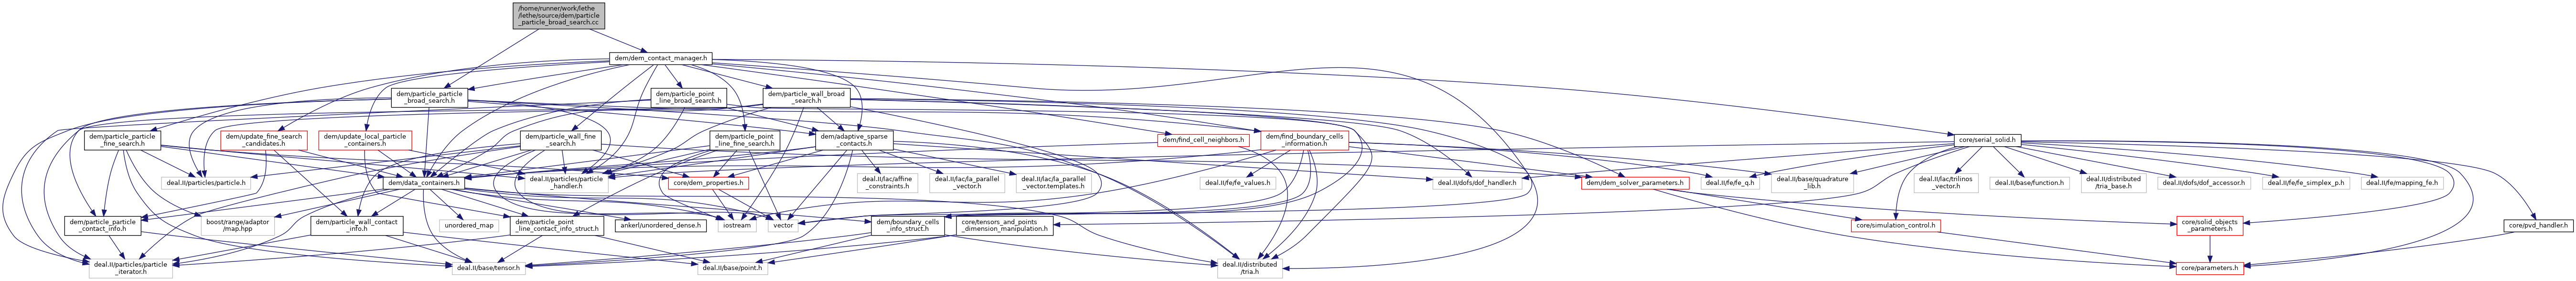 /home/runner/work/lethe
/lethe/source/dem/particle
_particle_broad_search.cc
dem/dem_contact_manager.h
dem/particle_particle
_broad_search.h
dem/particle_point
_line_broad_search.h
dem/particle_wall_broad
_search.h
dem/particle_particle
_fine_search.h
dem/update_fine_search
_candidates.h
dem/update_local_particle
_containers.h
dem/particle_wall_fine
_search.h
dem/particle_point
_line_fine_search.h
dem/adaptive_sparse
_contacts.h
dem/find_cell_neighbors.h
dem/find_boundary_cells
_information.h
core/serial_solid.h
deal.II/particles/particle.h
dem/data_containers.h
deal.II/particles/particle
_handler.h
core/dem_properties.h
deal.II/lac/affine
_constraints.h
deal.II/lac/la_parallel
_vector.h
deal.II/lac/la_parallel
_vector.templates.h
deal.II/fe/fe_values.h
deal.II/dofs/dof_handler.h
dem/dem_solver_parameters.h
deal.II/fe/fe_q.h
deal.II/base/quadrature
_lib.h
deal.II/lac/trilinos
_vector.h
deal.II/base/function.h
deal.II/distributed
/tria_base.h
deal.II/dofs/dof_accessor.h
deal.II/fe/fe_simplex_p.h
deal.II/fe/mapping_fe.h
dem/particle_particle
_contact_info.h
boost/range/adaptor
/map.hpp
dem/particle_wall_contact
_info.h
unordered_map
dem/particle_point
_line_contact_info_struct.h
ankerl/unordered_dense.h
iostream
vector
dem/boundary_cells
_info_struct.h
core/tensors_and_points
_dimension_manipulation.h
core/simulation_control.h
core/solid_objects
_parameters.h
core/pvd_handler.h
deal.II/particles/particle
_iterator.h
deal.II/base/tensor.h
deal.II/base/point.h
deal.II/distributed
/tria.h
core/parameters.h